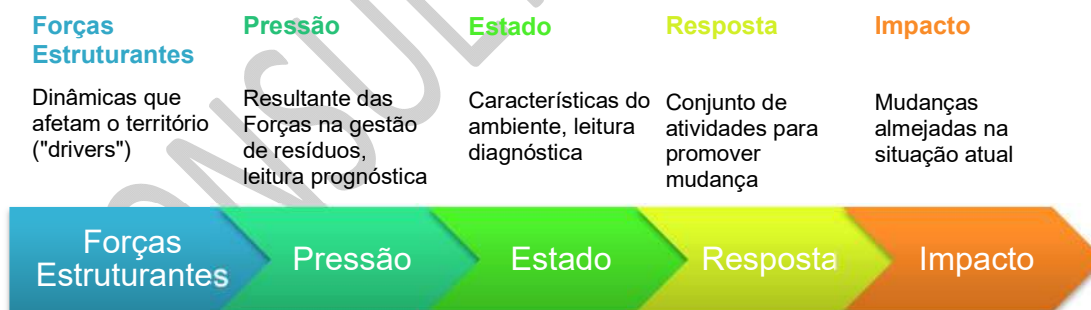 Forças
Estruturantes
Dinâmicas que
afetam o território
("drivers")
Pressão
Resultante das
Forças na gestão
de resíduos,
leitura prognóstica
Estado
Características do
ambiente, leitura
diagnóstica
Resposta
Conjunto de
atividades para
promover
mudança
Impacto
Mudanças
almejadas na
situação atual
Forças
Estruturantes
Pressão
Estado
Resposta
Impacto